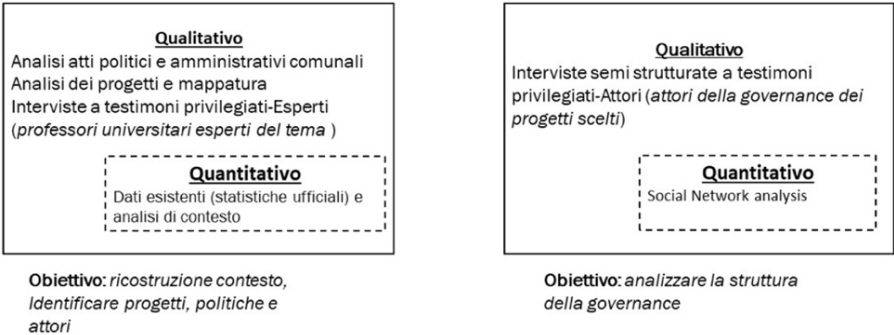 Qualitativo
Analisi atti politici e amministrativi comunali
Analisi dei progetti e mappatura
Interviste a testimoni privilegiati-Esperti
(professori universitari esperti del tema )
Quantitativo
Dati esistenti (statistiche ufficiali) e
analisi di contesto
Obiettivo: ricostruzione contesto,
Identificare progetti, politiche e
attori
Qualitativo
Interviste semi strutturate a testimoni
privilegiati-Attori (attori della governance dei
progetti scelti)
Quantitativo
Social Network analysis
Obiettivo: analizzare la struttura
della governance